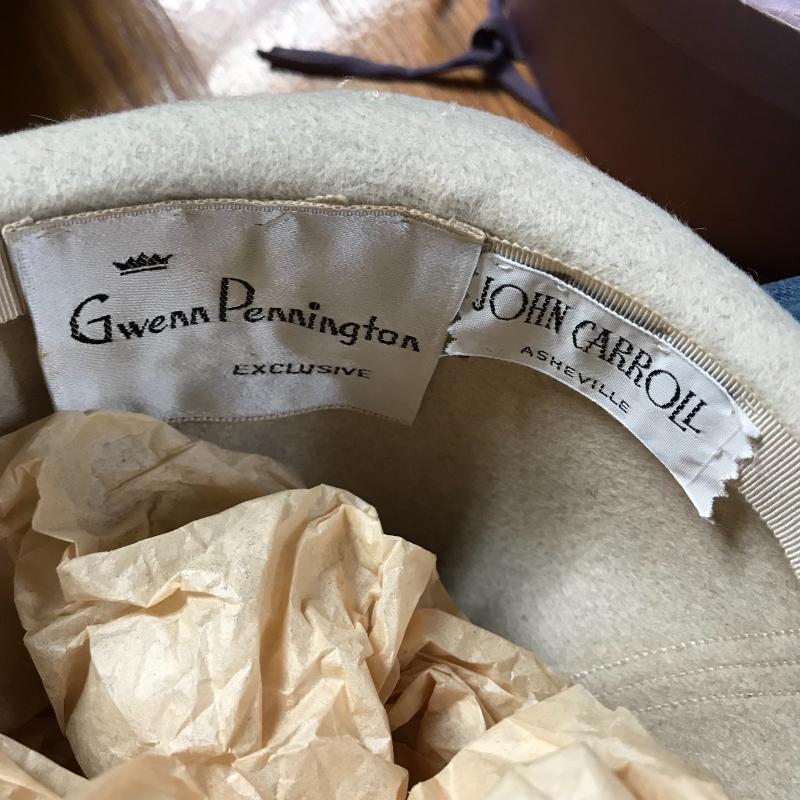 Gwenn Pennington
EXCLUSIVE
JOHN CARROLL
ASHEVILLE